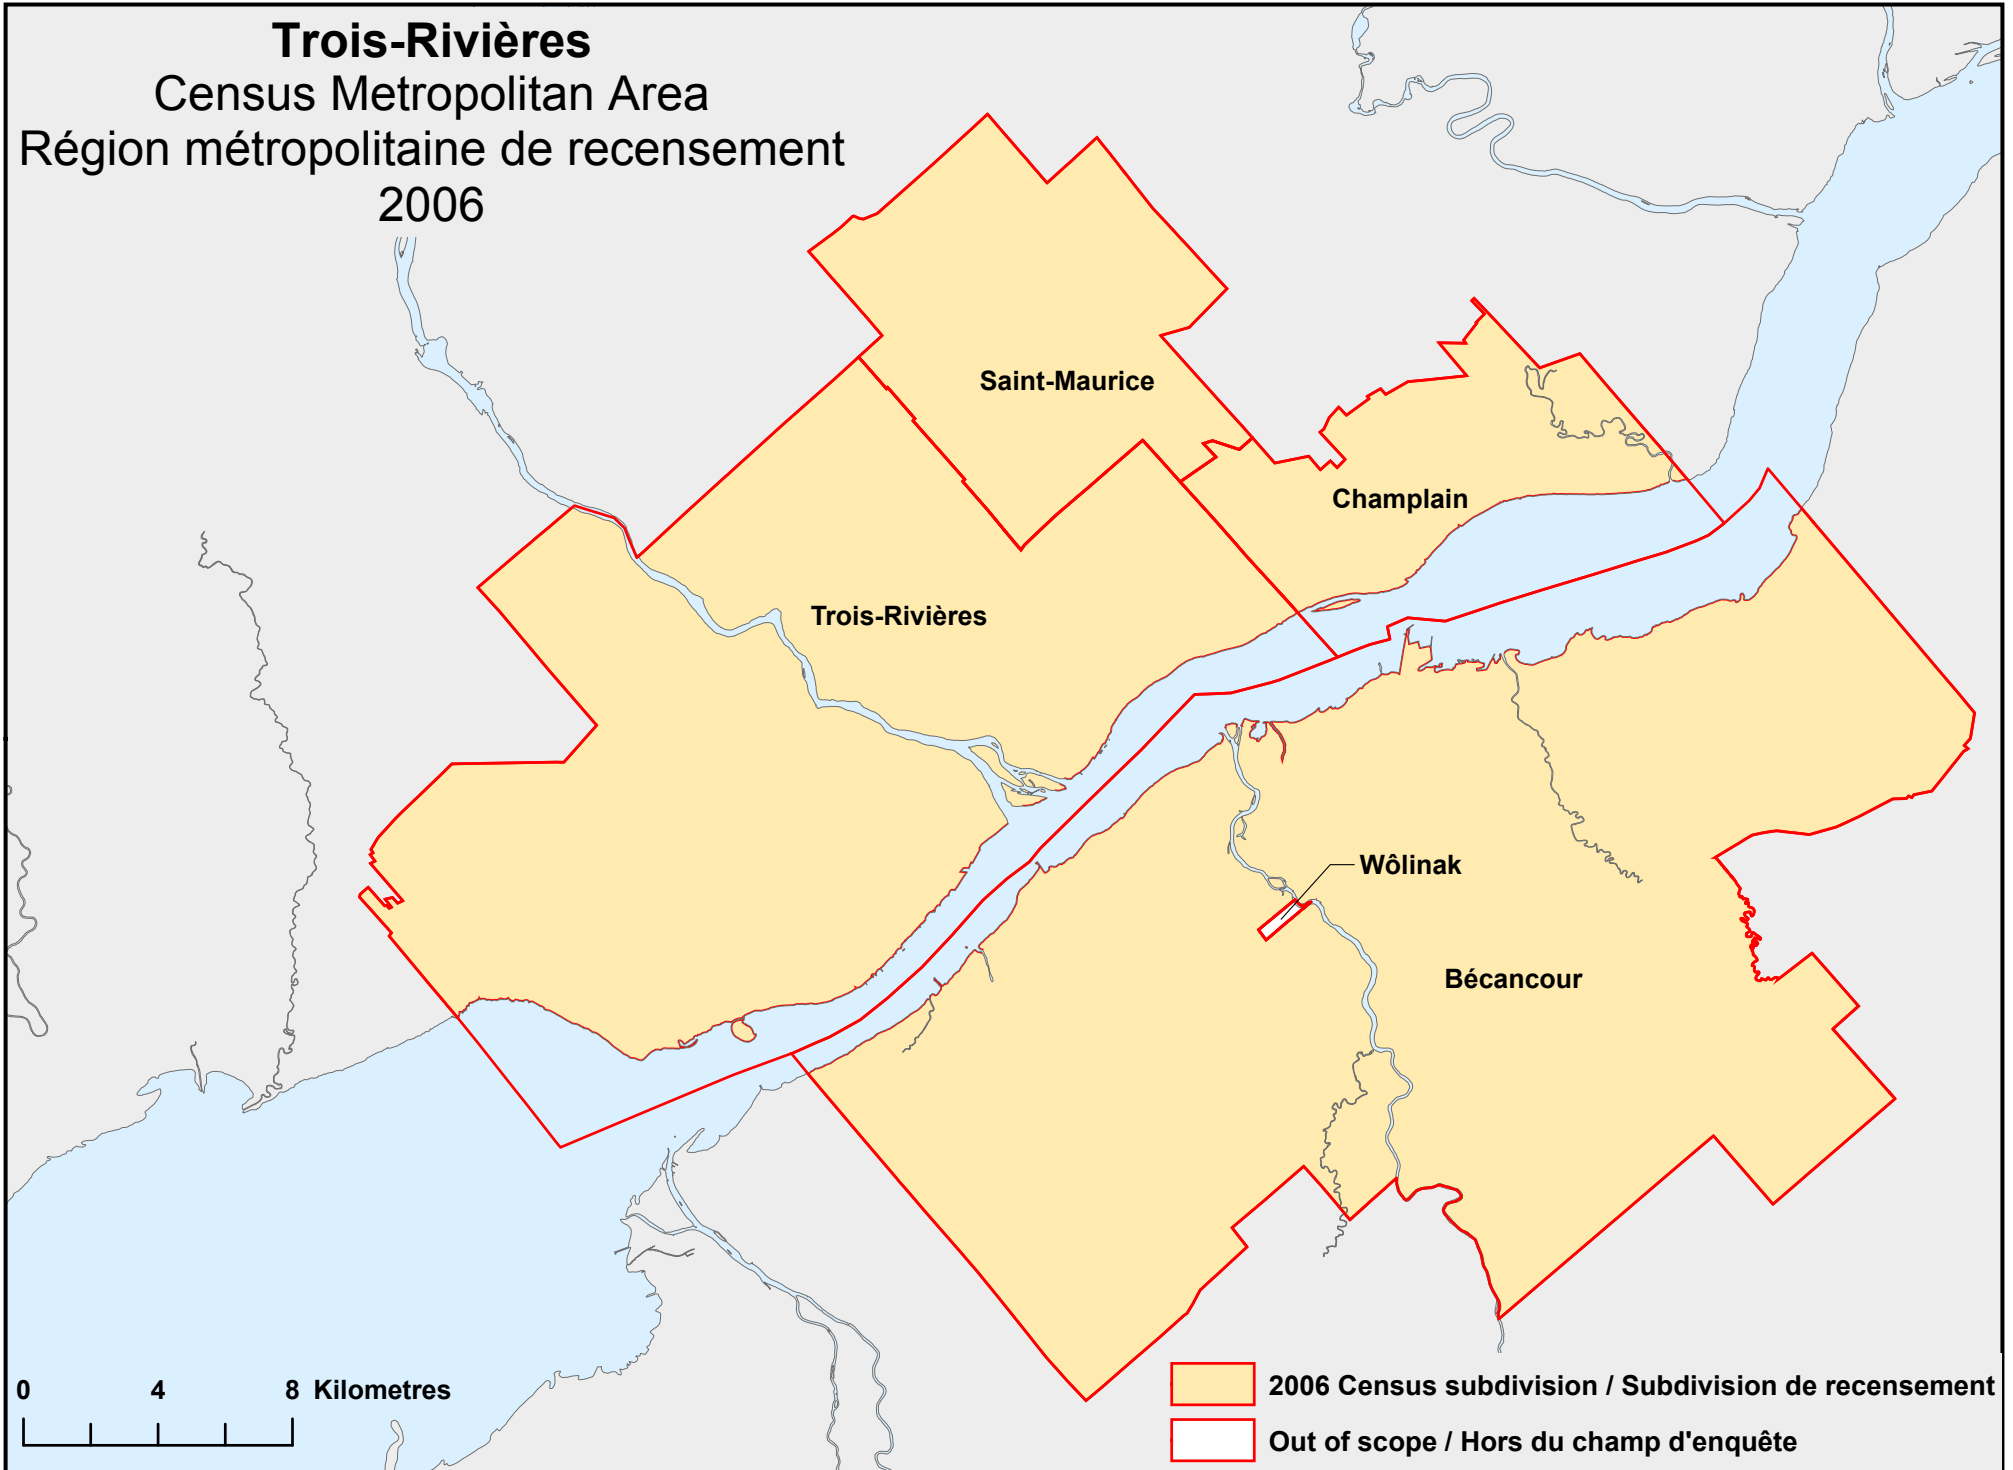 Trois-Rivières
Census Metropolitan Area
Région métropolitaine de recensement
2006
Saint-Maurice
Champlain
Trois-Rivières
Wôlinak
Bécancour
0 4 8 Kilometres
2006 Census subdivision / Subdivision de recensement
Out of scope / Hors du champ d'enquête